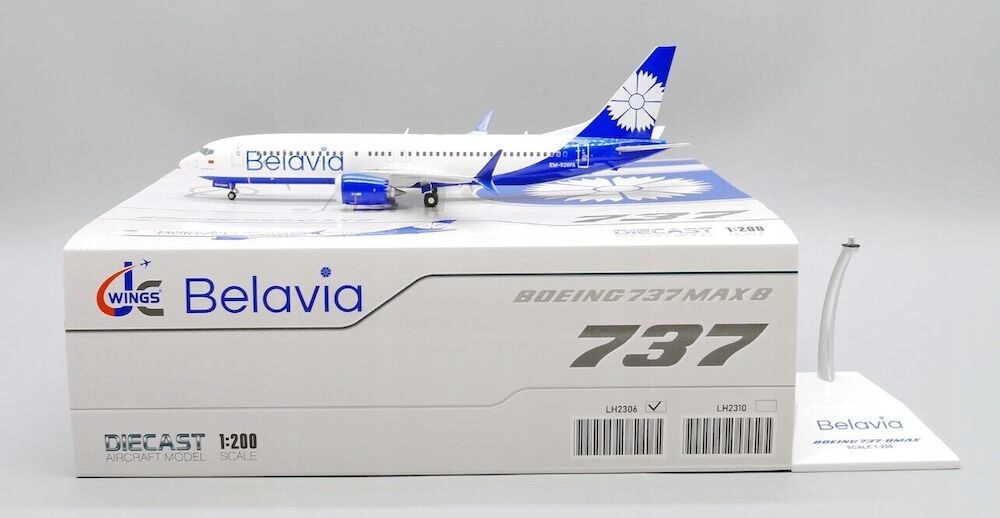 Belavia
DIECAST 1:200
JC WINGS
Belavia
BOEING 737 MAX 8
737
LH2306
LH2310
DIECAST
AIRCRAFT MODEL
1:200
SCALE
Belavia
BOEING 737-8MAX
SCALE 1:200